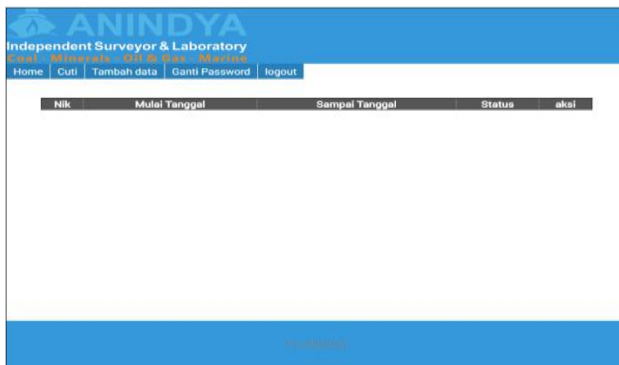 ANINDYA
Independent Surveyor & Laboratory
Coal - Minerals - Oil & Gas - Marine
Home Cuti Tambah data Ganti Password logout
Nik Mulai Tanggal Sampai Tanggal Status aksi